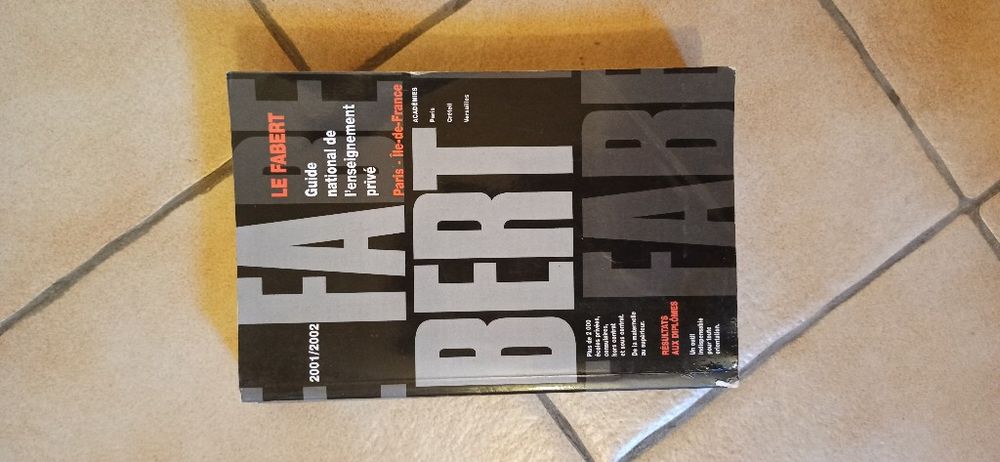 LE FABERT
Guide
national de
l'enseignement
privé
Paris - Île-de-France
ACADÉMIES
Paris
Créteil
Versailles
2001/2002
FA
BERT
FABE
Plus de 2 000
écoles privées,
consulaires,
hors contrat
et sous contrat.
De la maternelle
au supérieur.
RÉSULTATS
AUX DIPLÔMES
Un outil
indispensable
pour toute
orientation.